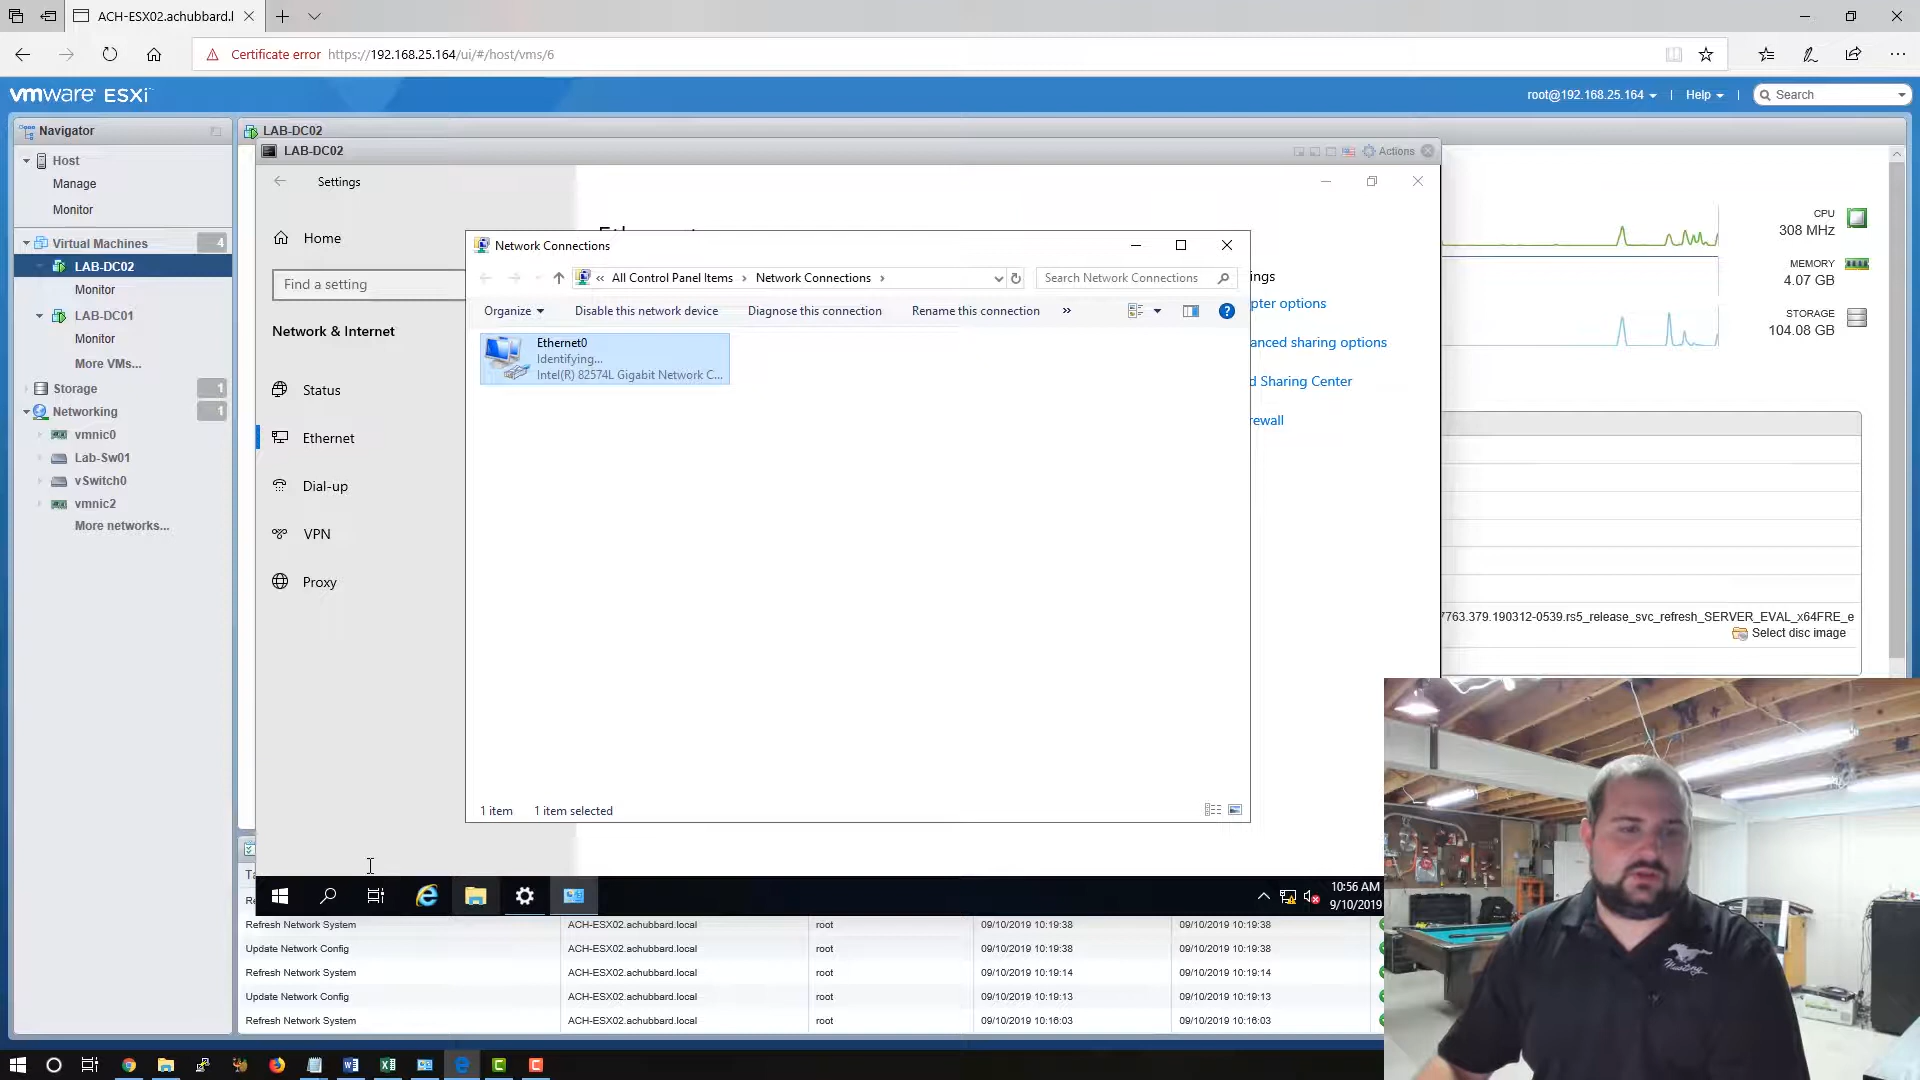 ACH-ESX02.achubbard.l
Certificate error https://192.168.25.164/ui/#/host/vms/6
vmware ESXi
root@192.168.25.164 | Help | Search
Navigator
Host
Manage
Monitor
Virtual Machines 4
LAB-DC02
Monitor
LAB-DC01
Monitor
More VMs...
Storage 1
Networking 1
vmnic0
Lab-Sw01
vSwitch0
vmnic2
More networks...
LAB-DC02
LAB-DC02 Actions
Settings
Home
Find a setting
Network & Internet
Status
Ethernet
Dial-up
VPN
Proxy
Network Connections
« All Control Panel Items > Network Connections >
Search Network Connections
Organize Disable this network device Diagnose this connection Rename this connection »
Ethernet0
Identifying...
Intel(R) 82574L Gigabit Network C...
1 item 1 item selected
ings
pter options
anced sharing options
d Sharing Center
rewall
CPU
308 MHz
MEMORY
4.07 GB
STORAGE
104.08 GB
7763.379.190312-0539.rs5_release_svc_refresh_SERVER_EVAL_x64FRE_e
Select disc image
10:56 AM
9/10/2019
Ta
Re
Refresh Network System ACH-ESX02.achubbard.local root 09/10/2019 10:19:38 09/10/2019 10:19:38
Update Network Config ACH-ESX02.achubbard.local root 09/10/2019 10:19:38 09/10/2019 10:19:38
Refresh Network System ACH-ESX02.achubbard.local root 09/10/2019 10:19:14 09/10/2019 10:19:14
Update Network Config ACH-ESX02.achubbard.local root 09/10/2019 10:19:13 09/10/2019 10:19:13
Refresh Network System ACH-ESX02.achubbard.local root 09/10/2019 10:16:03 09/10/2019 10:16:03
Mustang